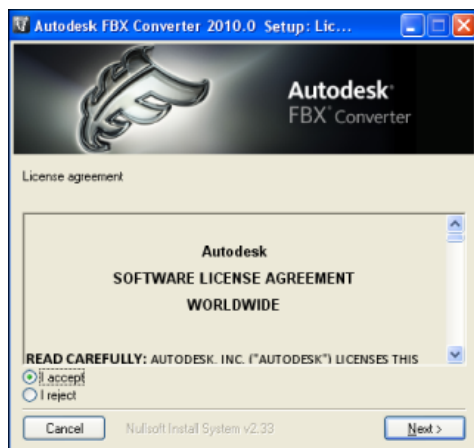 Autodesk FBX Converter 2010.0 Setup: Lic...
Autodesk®
FBX® Converter
License agreement
Autodesk
SOFTWARE LICENSE AGREEMENT
WORLDWIDE
READ CAREFULLY: AUTODESK, INC. ("AUTODESK") LICENSES THIS
I accept
I reject
Cancel
Nullsoft Install System v2.33
Next >